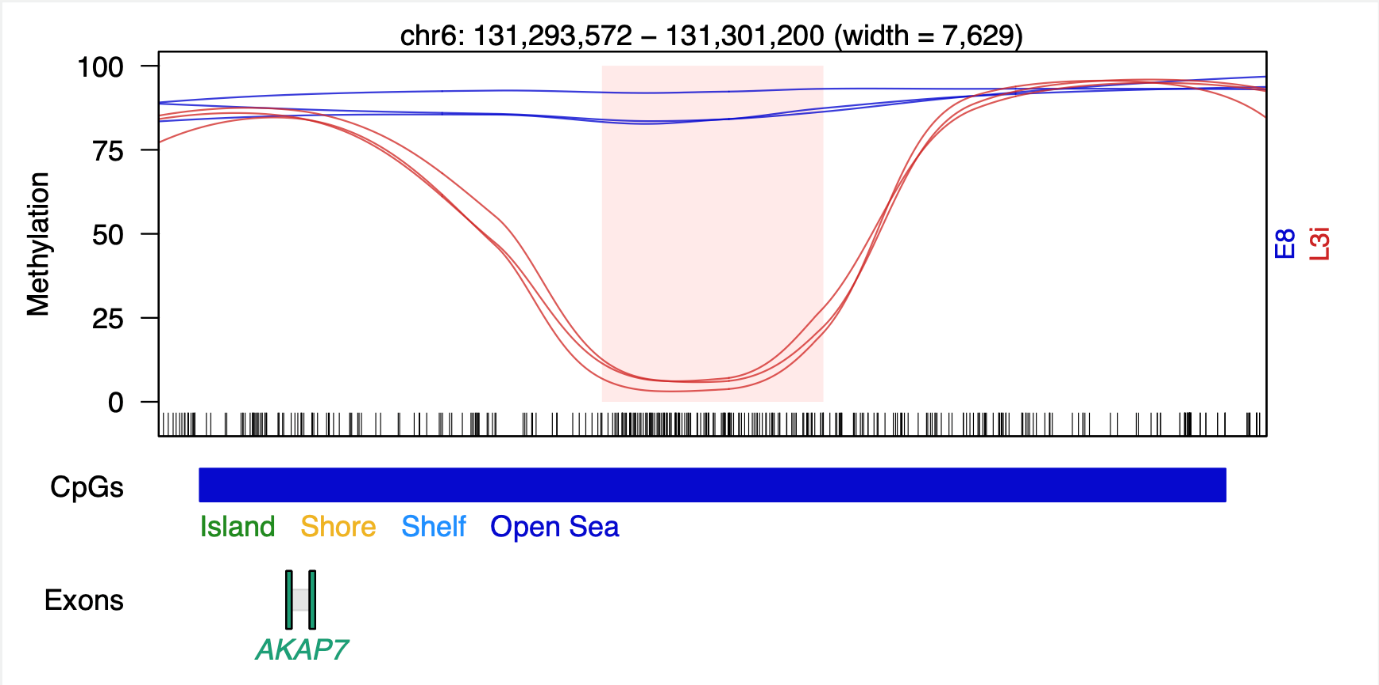 chr6: 131,293,572 – 131,301,200 (width = 7,629)
100
75
50
25
0
Methylation
E8
L3i
CpGs
Island Shore Shelf Open Sea
Exons
AKAP7